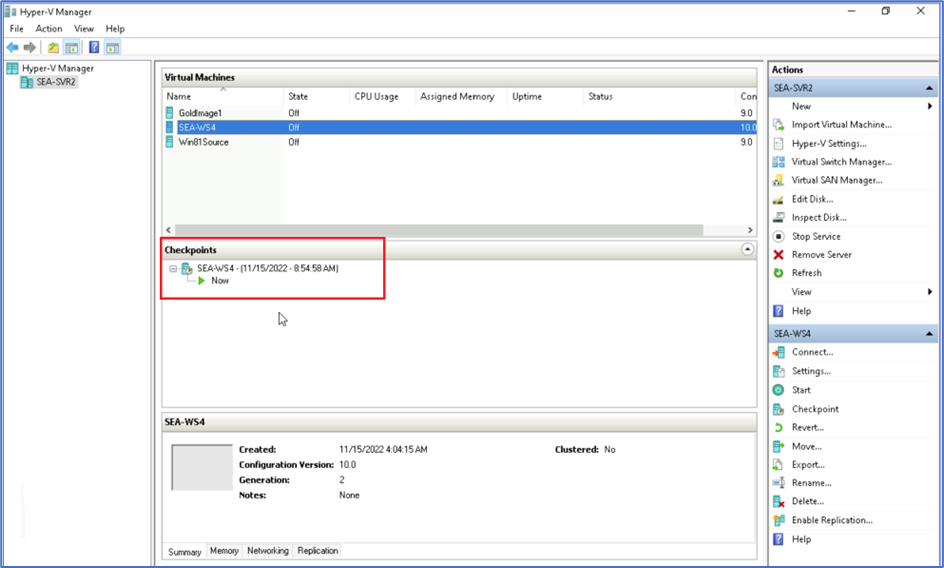 Hyper-V Manager
File Action View Help
Hyper-V Manager
SEA-SVR2
Virtual Machines
Name State CPU Usage Assigned Memory Uptime Status Con
GoldImage1 Off 9.0
SEA-WS4 Off 10.0
Win81Source Off 9.0
Checkpoints
SEA-WS4 - (11/15/2022 - 8:54:58 AM)
Now
SEA-WS4
Created: 11/15/2022 4:04:15 AM Clustered: No
Configuration Version: 10.0
Generation: 2
Notes: None
Summary Memory Networking Replication
Actions
SEA-SVR2
New
Import Virtual Machine...
Hyper-V Settings...
Virtual Switch Manager...
Virtual SAN Manager...
Edit Disk...
Inspect Disk...
Stop Service
Remove Server
Refresh
View
Help
SEA-WS4
Connect...
Settings...
Start
Checkpoint
Revert...
Move...
Export...
Rename...
Delete...
Enable Replication...
Help